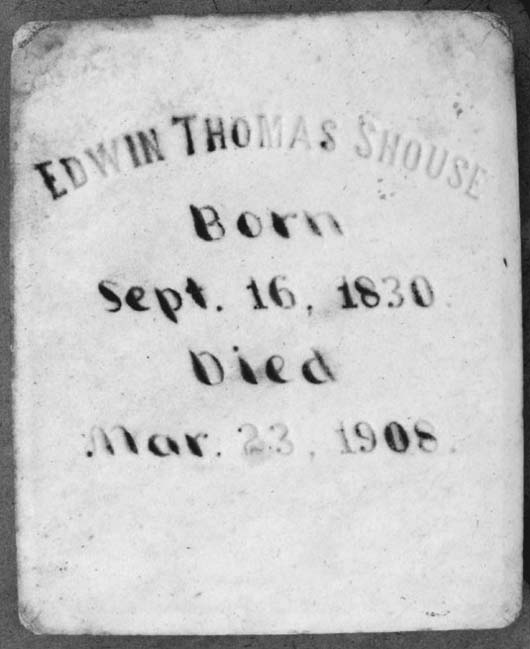 EDWIN THOMAS SHOUSE
Born
Sept. 16, 1830.
Died
Mar. 23, 1908.